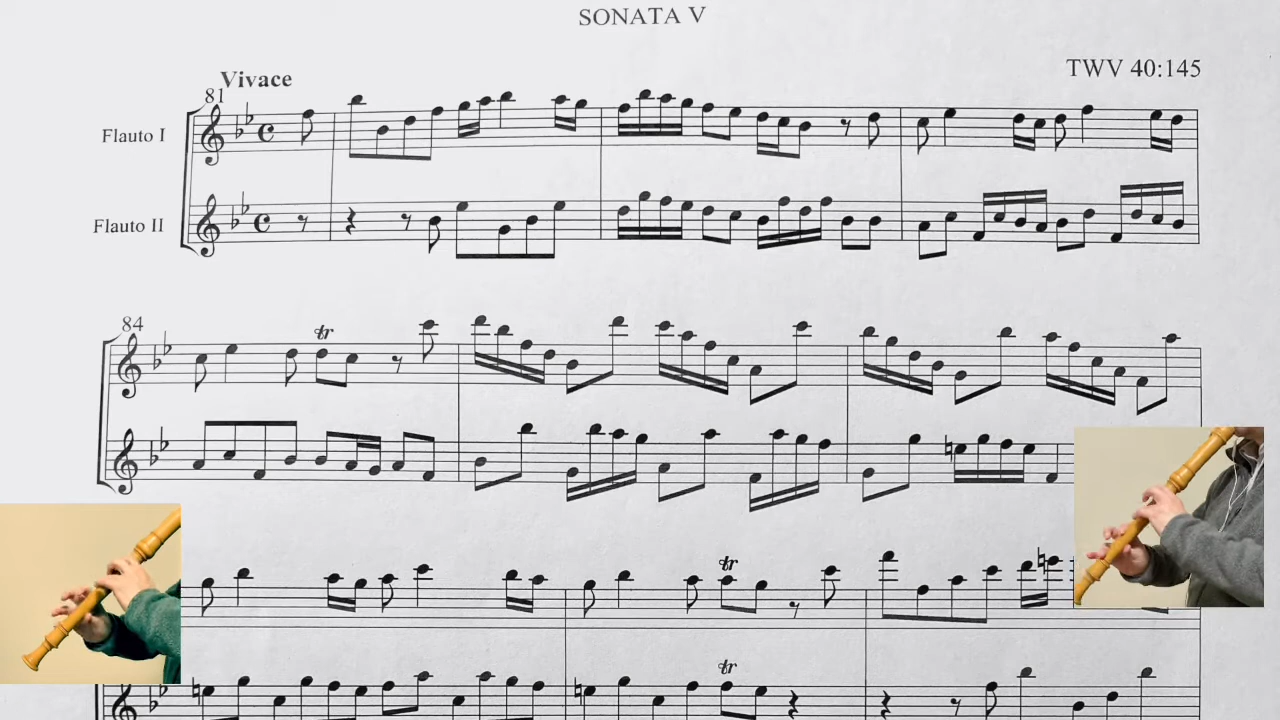 SONATA V
Vivace
TWV 40:145
81
Flauto I
Flauto II
84
tr
tr
tr